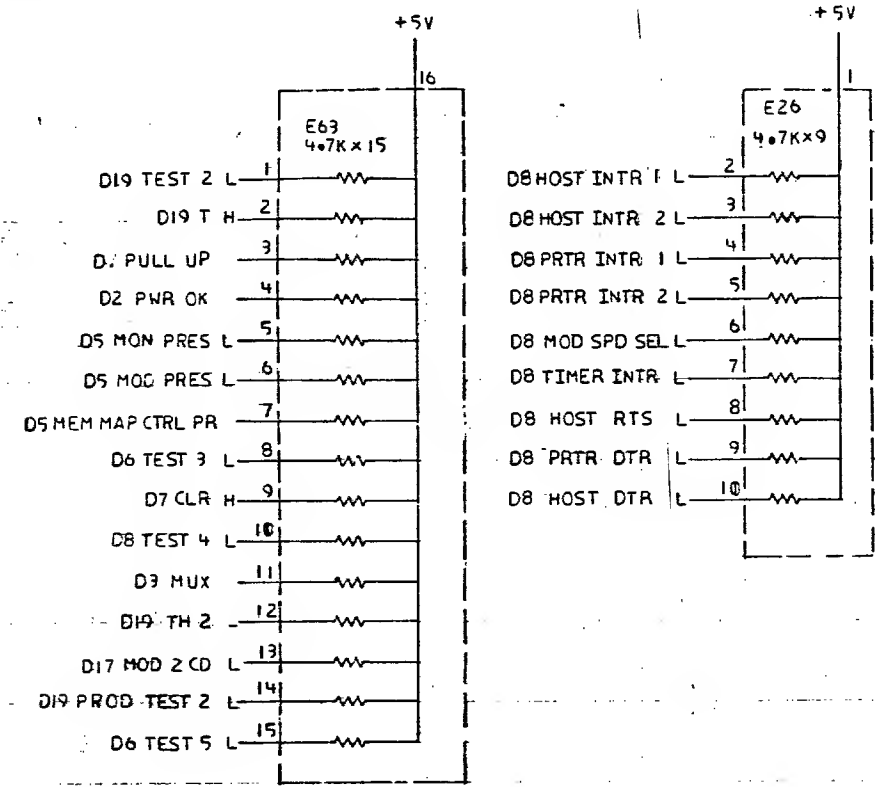 +5V
16
E63
4.7K×15
D19 TEST 2 L 1
D19 T H 2
PULL UP 3
D2 PWR OK 4
D5 MON PRES L 5
D5 MOD PRES L 6
D5 MEM MAP CTRL PR 7
D6 TEST 3 L 8
D7 CLR H 9
D8 TEST 4 L 10
D3 MUX 11
D19 TH 2 12
D17 MOD 2 CD L 13
D19 PROD TEST 2 L 14
D6 TEST 5 L 15
+5V
1
E26
4.7K×9
D8 HOST INTR 1 L 2
D8 HOST INTR 2 L 3
D8 PRTR INTR 1 L 4
D8 PRTR INTR 2 L 5
D8 MOD SPD SEL L 6
D8 TIMER INTR L 7
D8 HOST RTS L 8
D8 PRTR DTR L 9
D8 HOST DTR L 10